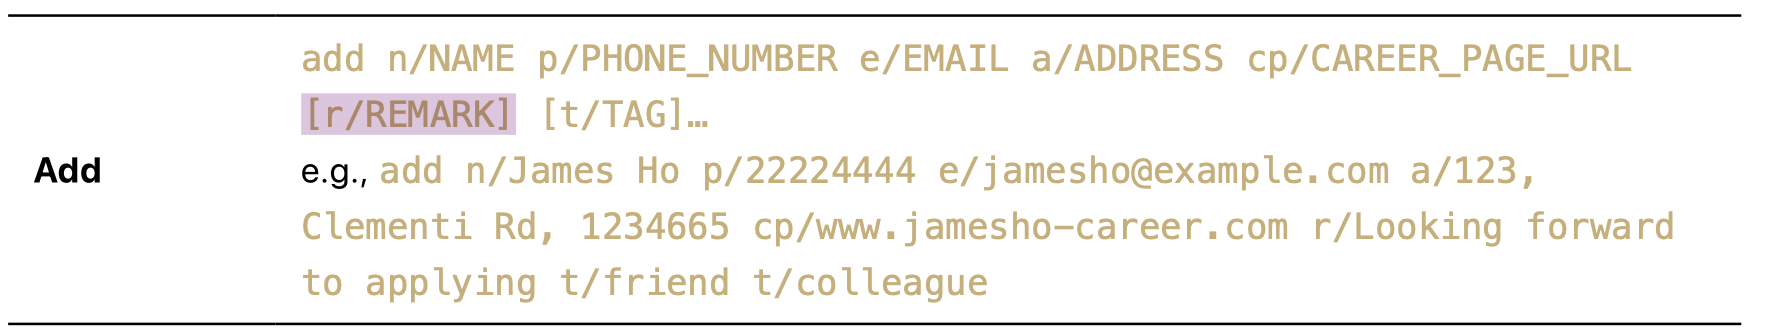 add n/NAME p/PHONE_NUMBER e/EMAIL a/ADDRESS cp/CAREER_PAGE_URL
[r/REMARK] [t/TAG]…
Add
e.g., add n/James Ho p/22224444 e/jamesho@example.com a/123,
Clementi Rd, 1234665 cp/www.jamesho-career.com r/Looking forward
to applying t/friend t/colleague